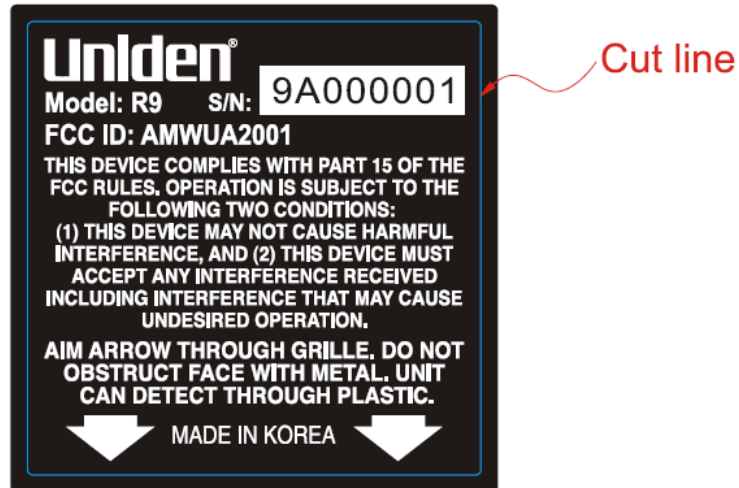 Uniden®
Model: R9 S/N: 9A000001
Cut line
FCC ID: AMWUA2001
THIS DEVICE COMPLIES WITH PART 15 OF THE
FCC RULES. OPERATION IS SUBJECT TO THE
FOLLOWING TWO CONDITIONS:
(1) THIS DEVICE MAY NOT CAUSE HARMFUL
INTERFERENCE, AND (2) THIS DEVICE MUST
ACCEPT ANY INTERFERENCE RECEIVED
INCLUDING INTERFERENCE THAT MAY CAUSE
UNDESIRED OPERATION.
AIM ARROW THROUGH GRILLE. DO NOT
OBSTRUCT FACE WITH METAL. UNIT
CAN DETECT THROUGH PLASTIC.
MADE IN KOREA